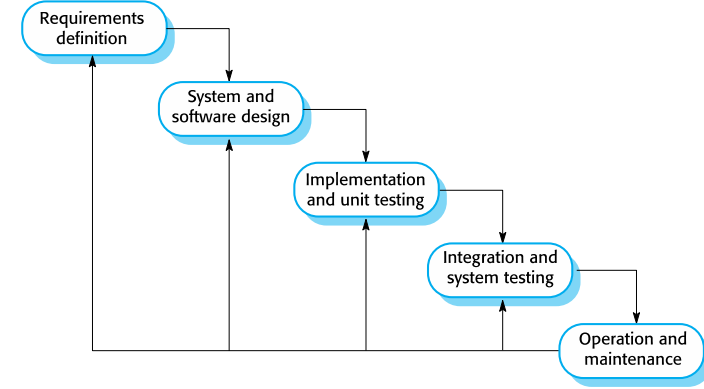 Requirements
definition
System and
software design
Implementation
and unit testing
Integration and
system testing
Operation and
maintenance